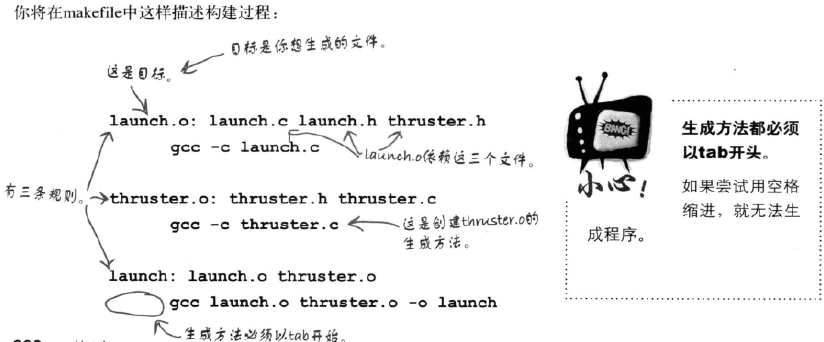 你将在makefile中这样描述构建过程：
目标是你想生成的文件。
这是目标。
launch.o: launch.c launch.h thruster.h
gcc -c launch.c
launch.o依赖这三个文件。
有三条规则。
thruster.o: thruster.h thruster.c
gcc -c thruster.c
这是创建thruster.o的
生成方法。
launch: launch.o thruster.o
gcc launch.o thruster.o -o launch
生成方法必须以tab开始。
BANG!
小心！
生成方法都必须
以tab开头。
如果尝试用空格
缩进，就无法生
成程序。